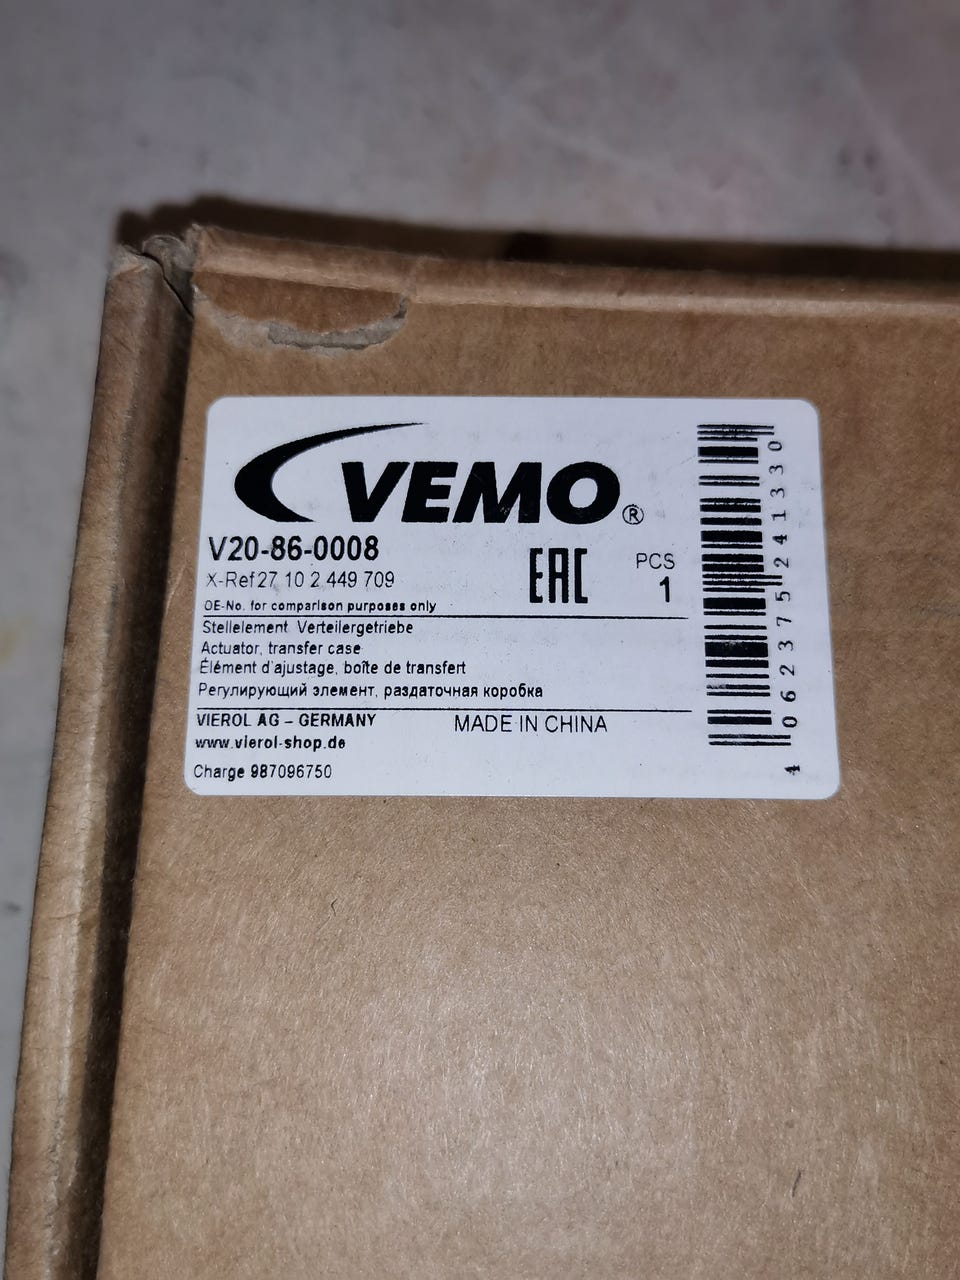 VEMO®
V20-86-0008
X-Ref 27 10 2 449 709
EAC
PCS
1
OE-No. for comparison purposes only
Stellelement Verteilergetriebe
Actuator, transfer case
Élément d'ajustage, boîte de transfert
Регулирующий элемент, раздаточная коробка
VIEROL AG - GERMANY
MADE IN CHINA
www.vierol-shop.de
Charge 987096750
4 062375 241330